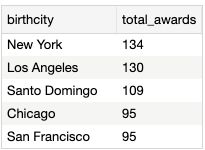 birthcity total_awards
New York 134
Los Angeles 130
Santo Domingo 109
Chicago 95
San Francisco 95